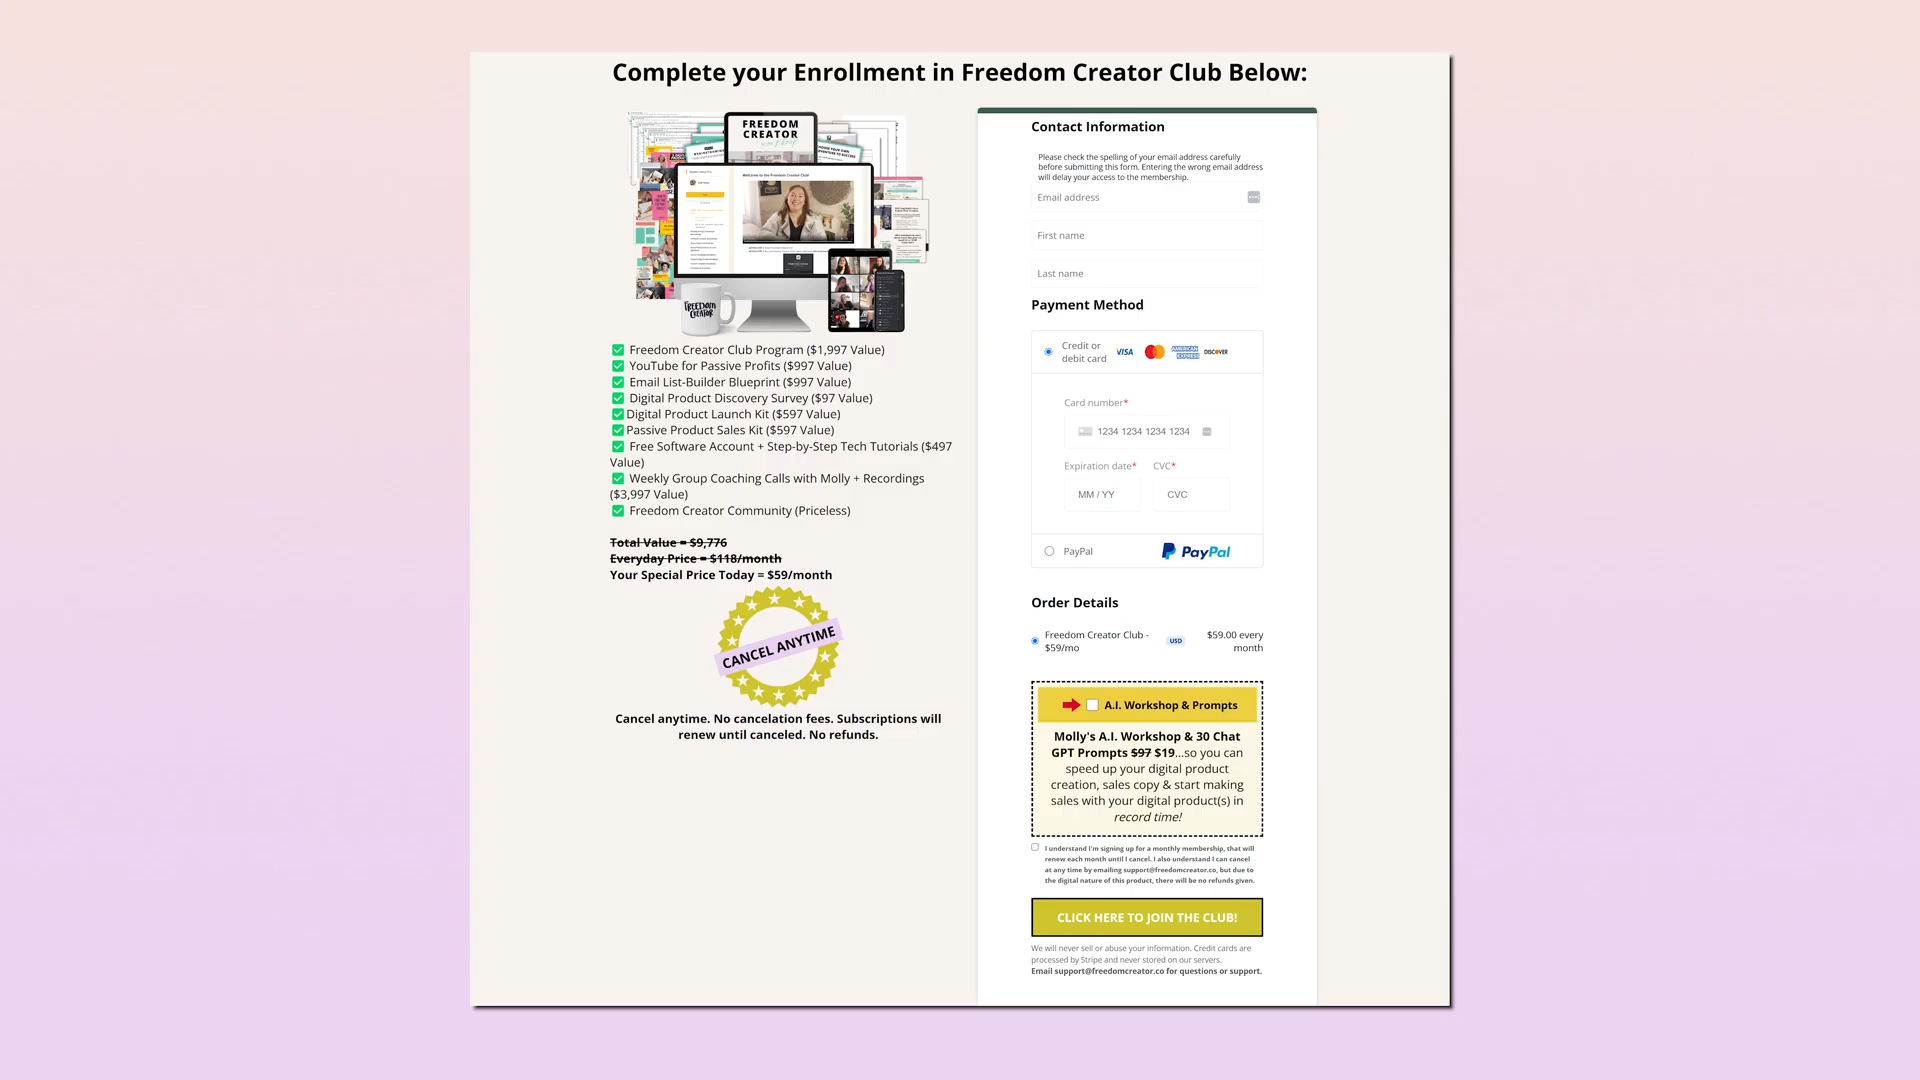 Complete your Enrollment in Freedom Creator Club Below:
FREEDOM
CREATOR
workbook
Welcome to the Freedom Creator Club
FREEDOM
CREATOR
✅ Freedom Creator Club Program ($1,997 Value)
✅ YouTube for Passive Profits ($997 Value)
✅ Email List-Builder Blueprint ($997 Value)
✅ Digital Product Discovery Survey ($97 Value)
✅ Digital Product Launch Kit ($597 Value)
✅ Passive Product Sales Kit ($597 Value)
✅ Free Software Account + Step-by-Step Tech Tutorials ($497
Value)
✅ Weekly Group Coaching Calls with Molly + Recordings
($3,997 Value)
✅ Freedom Creator Community (Priceless)
Total Value = $9,776
Everyday Price = $118/month
Your Special Price Today = $59/month
CANCEL ANYTIME
Cancel anytime. No cancelation fees. Subscriptions will
renew until canceled. No refunds.
Contact Information
Please check the spelling of your email address carefully
before submitting this form. Entering the wrong email address
will delay your access to the membership.
Email address
First name
Last name
Payment Method
Credit or
debit card
VISA
AMERICAN
EXPRESS
DISCOVER
Card number*
1234 1234 1234 1234
Expiration date* CVC*
MM / YY CVC
PayPal PayPal
Order Details
Freedom Creator Club -
$59/mo
USD
$59.00 every
month
A.I. Workshop & Prompts
Molly's A.I. Workshop & 30 Chat
GPT Prompts $97 $19...so you can
speed up your digital product
creation, sales copy & start making
sales with your digital product(s) in
record time!
I understand I'm signing up for a monthly membership, that will
renew each month until I cancel. I also understand I can cancel
at any time by emailing support@freedomcreator.co, but due to
the digital nature of this product, there will be no refunds given.
CLICK HERE TO JOIN THE CLUB!
We will never sell or abuse your information. Credit cards are
processed by Stripe and never stored on our servers.
Email support@freedomcreator.co for questions or support.